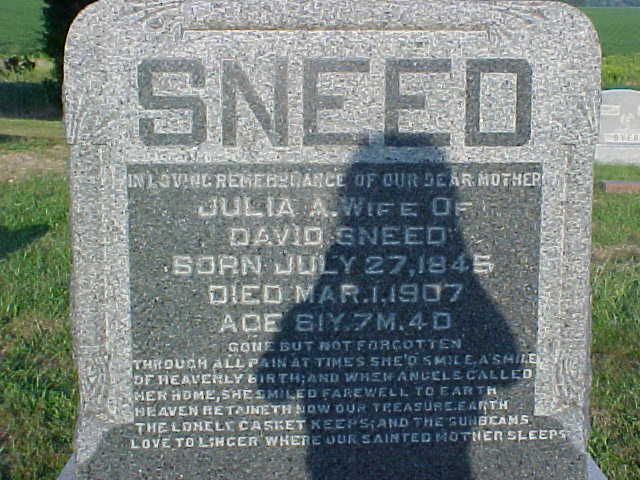 SNEED
IN LOVING REMEMBRANCE OF OUR DEAR MOTHER
JULIA A. WIFE OF
DAVID SNEED
BORN JULY 27, 1845
DIED MAR. 1, 1907
AGE 61Y. 7M. 4D
GONE BUT NOT FORGOTTEN
THROUGH ALL PAIN AT TIMES SHE'D SMILE, A SMILE
OF HEAVENLY BIRTH; AND WHEN ANGELS CALLED
HER HOME, SHE SMILED FAREWELL TO EARTH
HEAVEN RETAINETH NOW OUR TREASURE, EARTH
THE LONELY CASKET KEEPS; AND THE SUNBEAMS
LOVE TO LINGER WHERE OUR SAINTED MOTHER SLEEPS